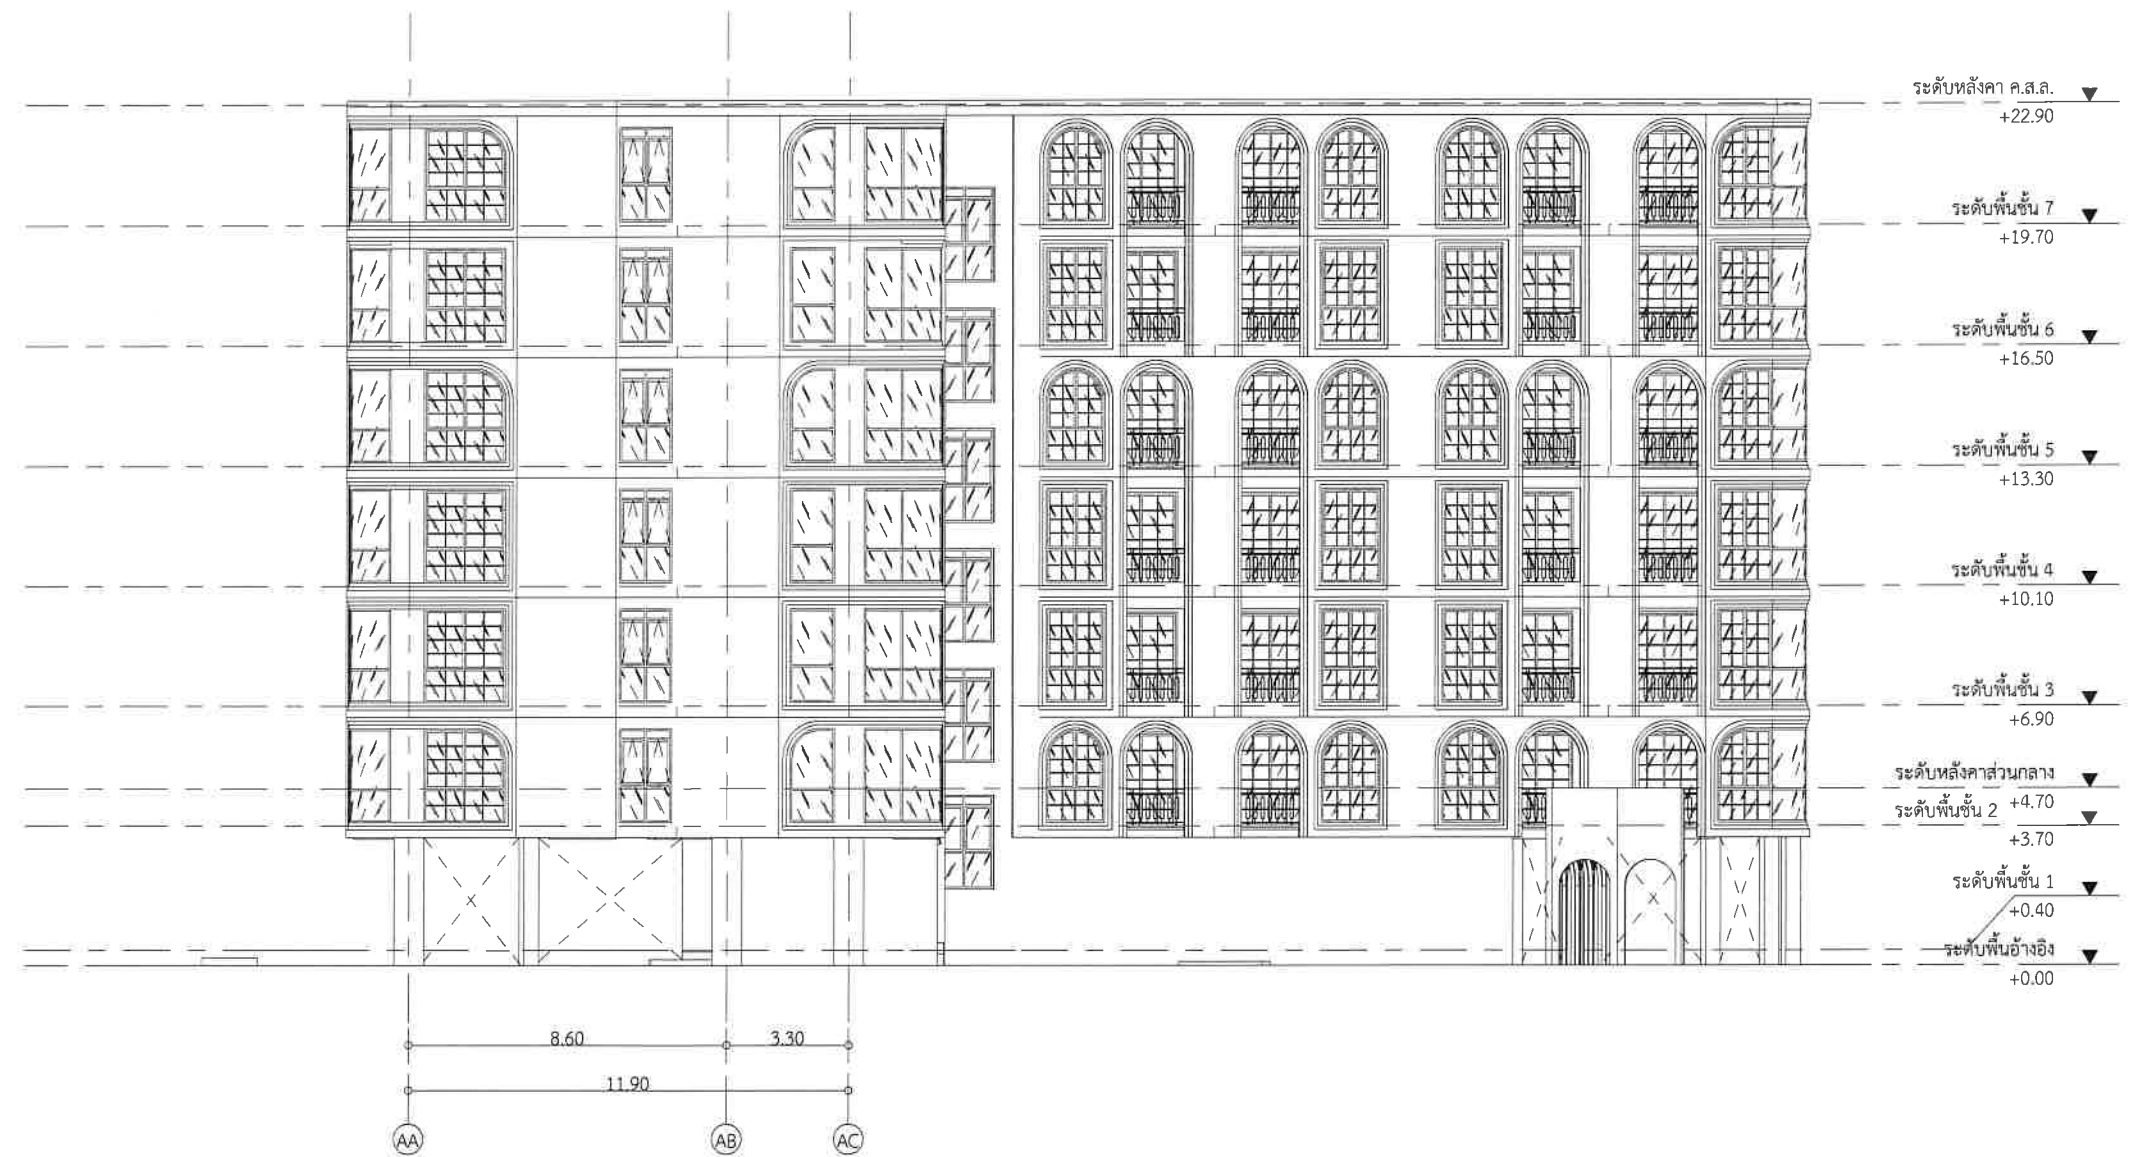 ระดับหลังคา ค.ส.ล.
+22.90
ระดับพื้นชั้น 7
+19.70
ระดับพื้นชั้น 6
+16.50
ระดับพื้นชั้น 5
+13.30
ระดับพื้นชั้น 4
+10.10
ระดับพื้นชั้น 3
+6.90
ระดับหลังคาส่วนกลาง
+4.70
ระดับพื้นชั้น 2
+3.70
ระดับพื้นชั้น 1
+0.40
ระดับพื้นอ้างอิง
+0.00
8.60 3.30
11.90
AA AB AC